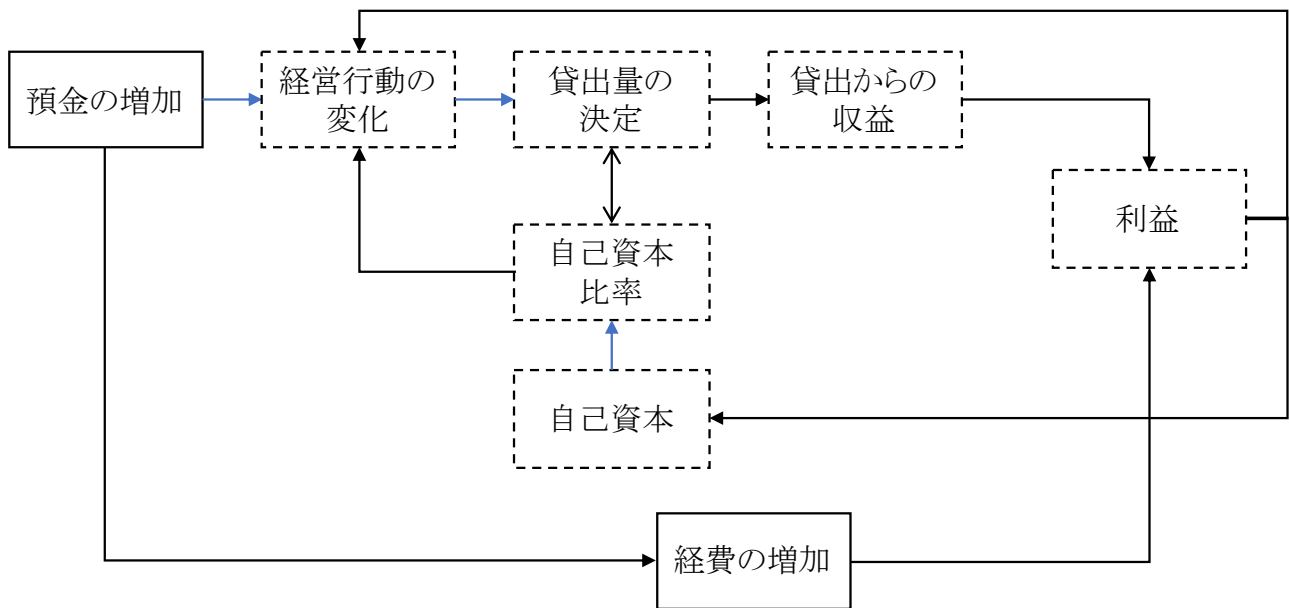 預金の増加
経営行動の
変化
貸出量の
決定
貸出からの
収益
利益
自己資本
比率
自己資本
経費の増加